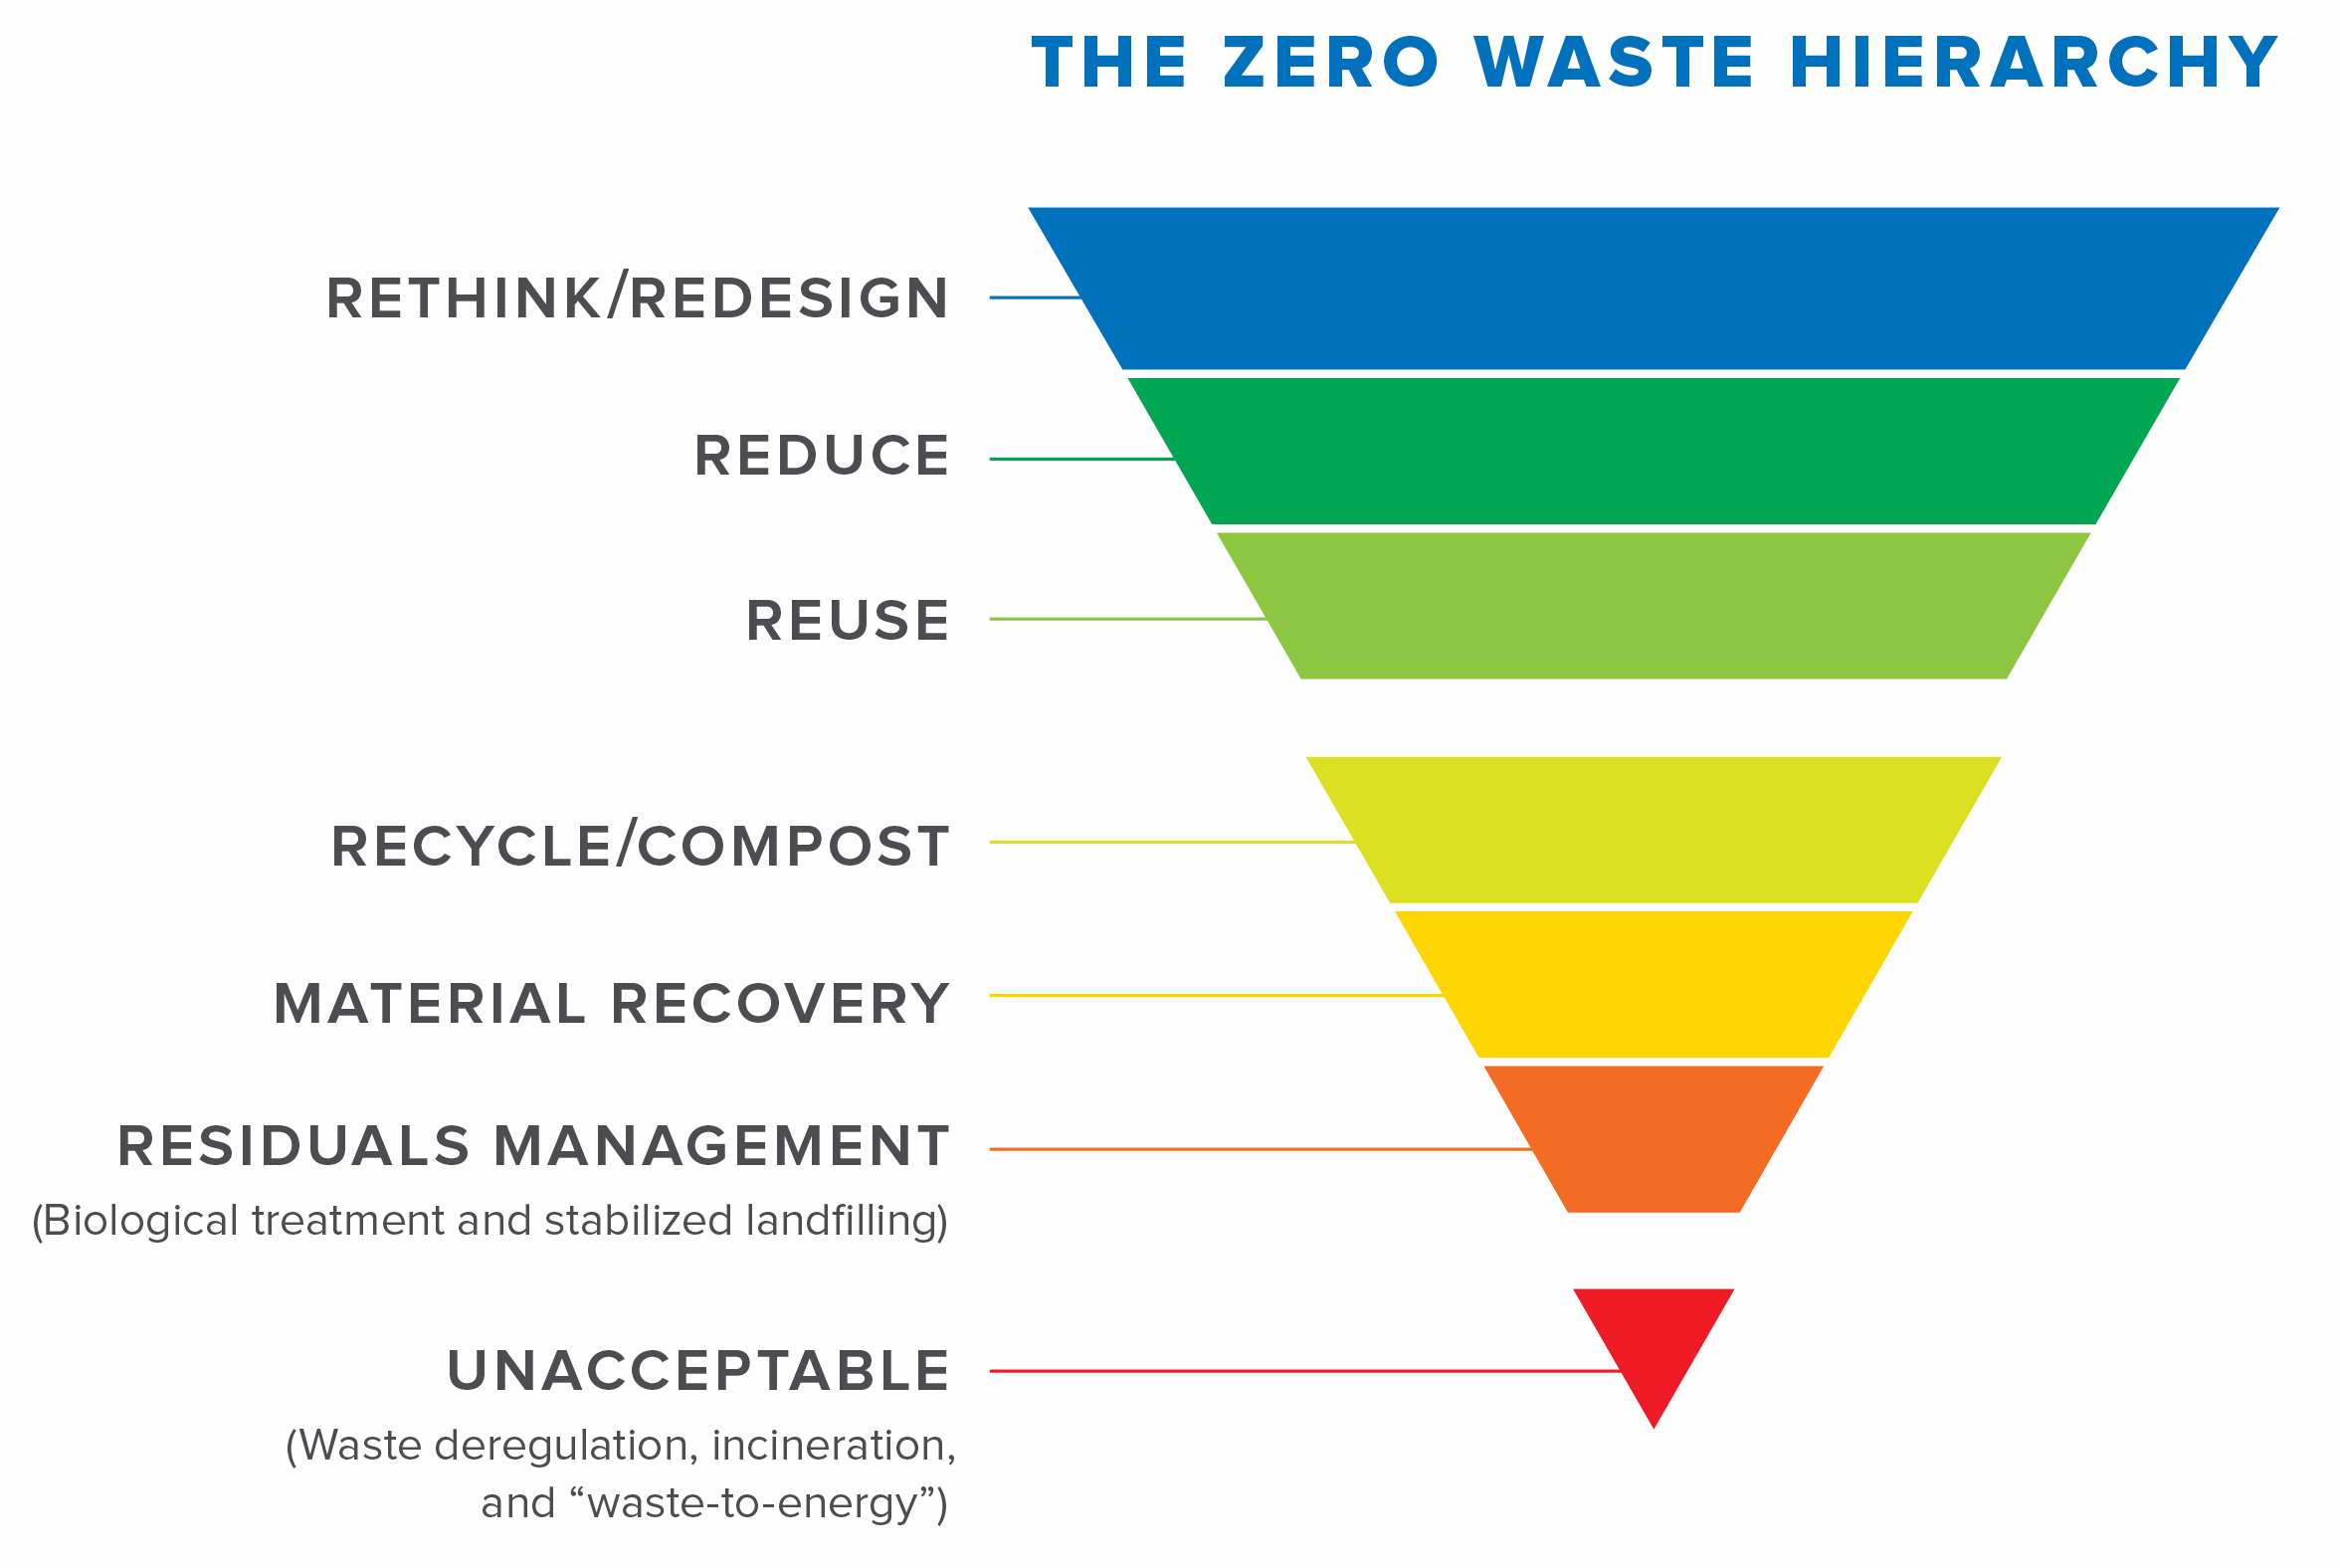 THE ZERO WASTE HIERARCHY
RETHINK/REDESIGN
REDUCE
REUSE
RECYCLE/COMPOST
MATERIAL RECOVERY
RESIDUALS MANAGEMENT
(Biological treatment and stabilized landfilling)
UNACCEPTABLE
(Waste deregulation, incineration,
and “waste-to-energy”)